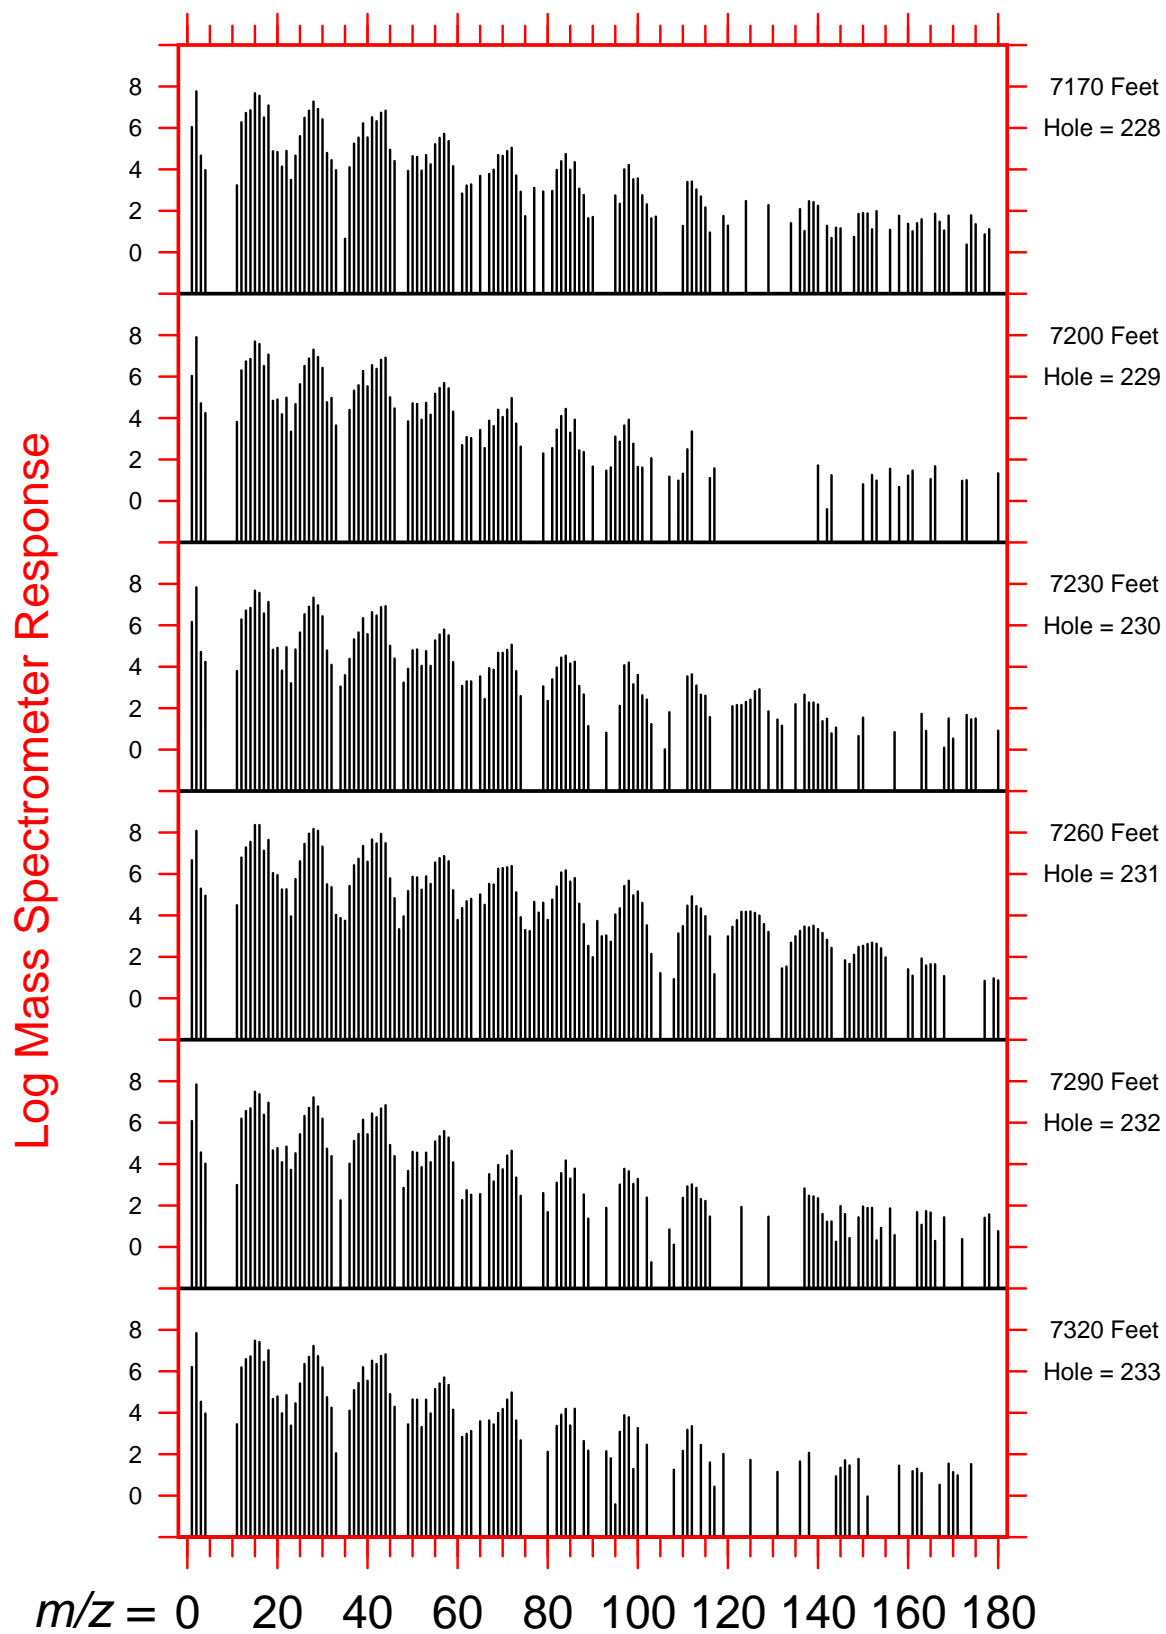 Log Mass Spectrometer Response
8
6
4
2
0
7170 Feet
Hole = 228
8
6
4
2
0
7200 Feet
Hole = 229
8
6
4
2
0
7230 Feet
Hole = 230
8
6
4
2
0
7260 Feet
Hole = 231
8
6
4
2
0
7290 Feet
Hole = 232
8
6
4
2
0
7320 Feet
Hole = 233
m/z = 0 20 40 60 80 100 120 140 160 180